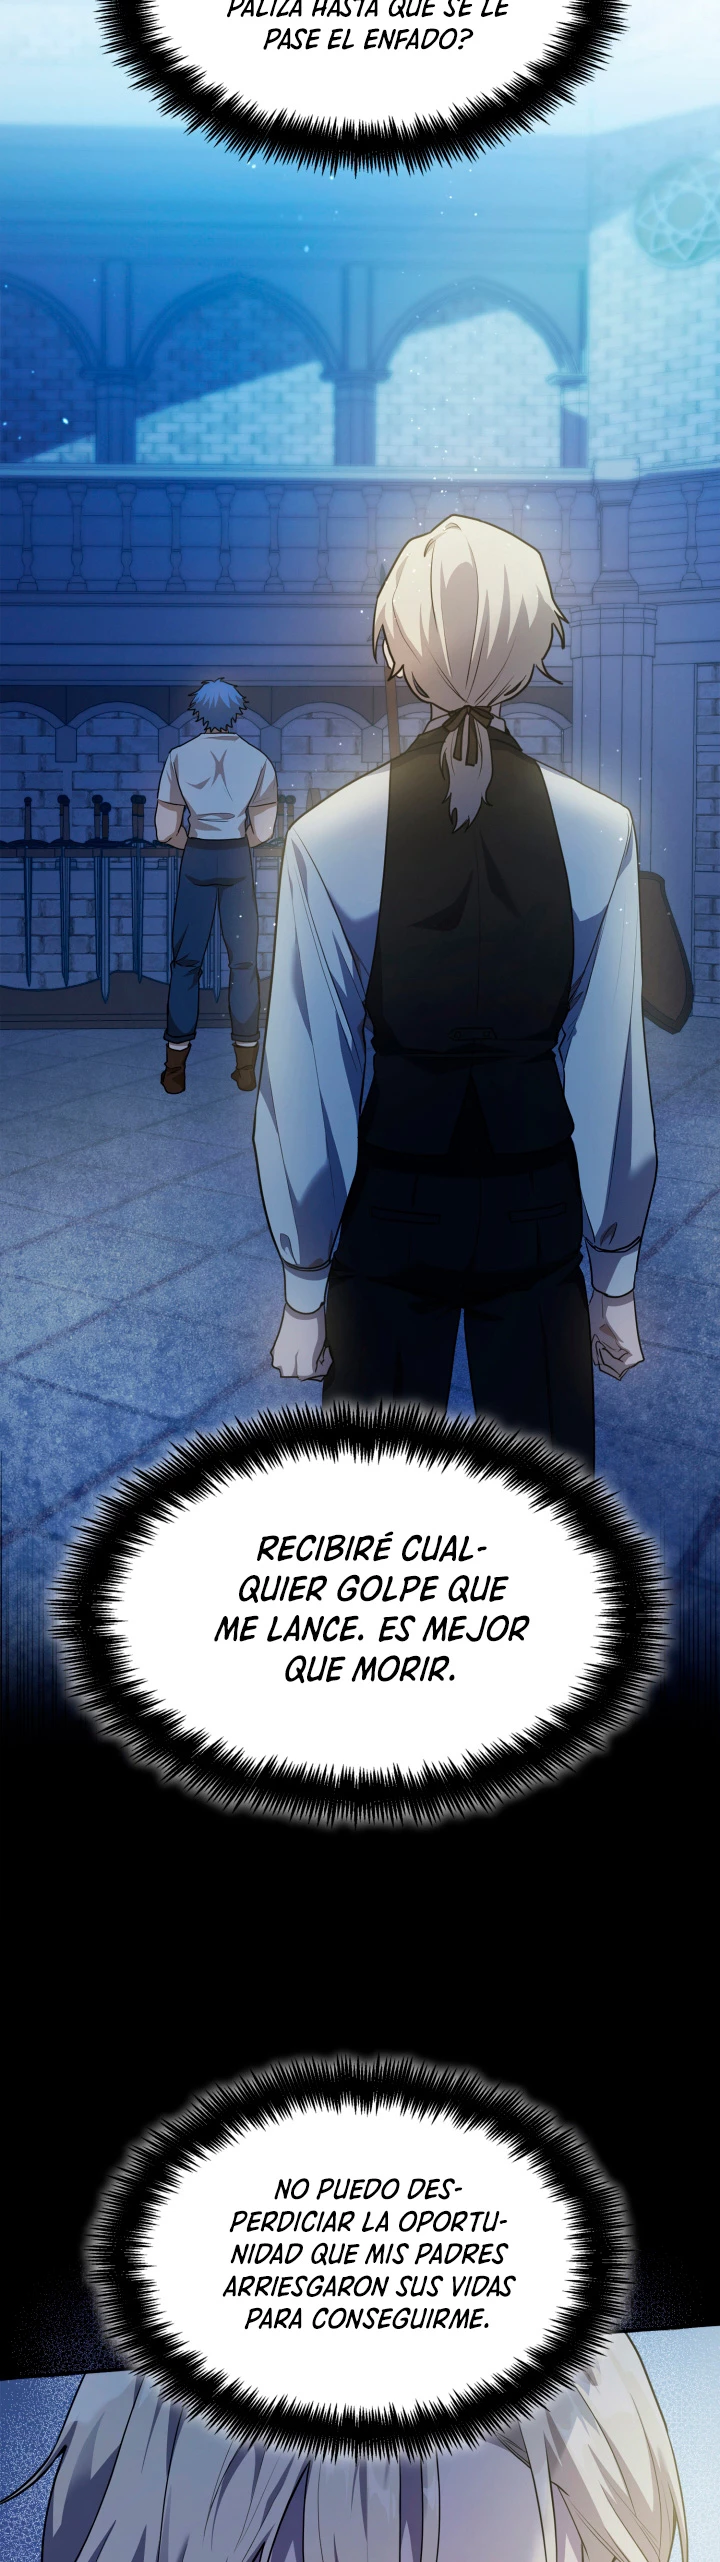 PALIZA HASTA QUE SE LE
PASE EL ENFADO?
RECIBIRÉ CUAL-
QUIER GOLPE QUE
ME LANCE. ES MEJOR
QUE MORIR.
NO PUEDO DES-
PERDICIAR LA OPORTU-
NIDAD QUE MIS PADRES
ARRIESGARON SUS VIDAS
PARA CONSEGUIRME.